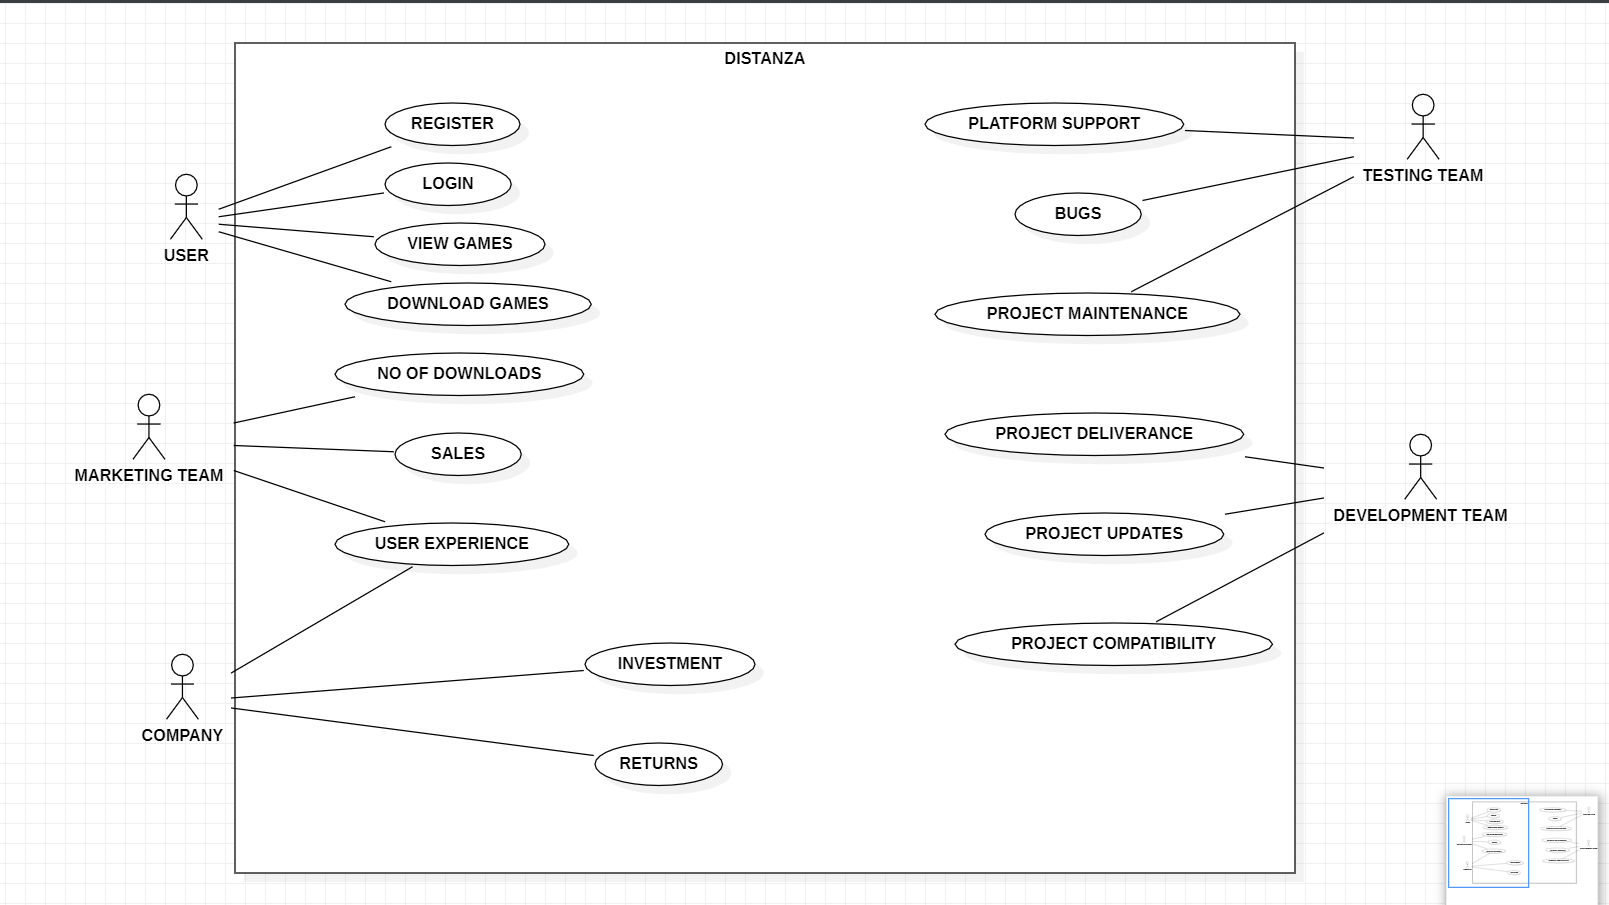 DISTANZA
REGISTER
LOGIN
VIEW GAMES
DOWNLOAD GAMES
NO OF DOWNLOADS
SALES
USER EXPERIENCE
INVESTMENT
RETURNS
USER
MARKETING TEAM
COMPANY
PLATFORM SUPPORT
BUGS
PROJECT MAINTENANCE
PROJECT DELIVERANCE
PROJECT UPDATES
PROJECT COMPATIBILITY
TESTING TEAM
DEVELOPMENT TEAM